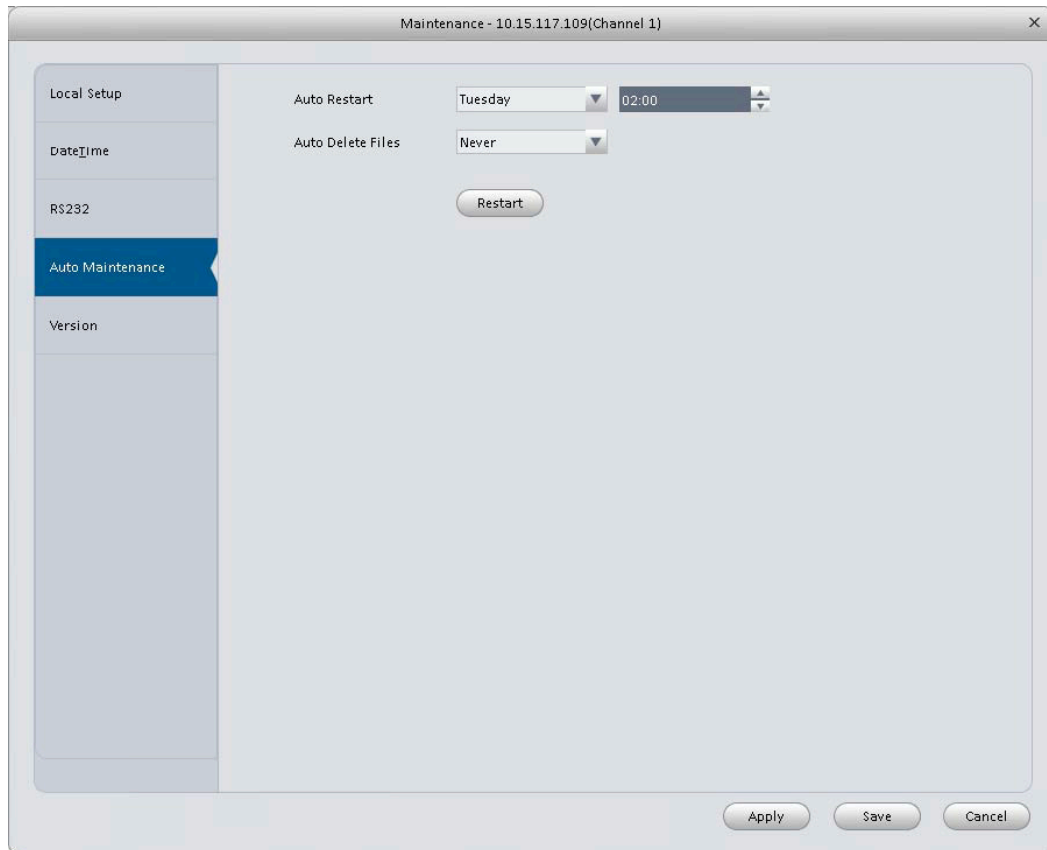 Maintenance - 10.15.117.109(Channel 1)
Local Setup
DateTime
RS232
Auto Maintenance
Version
Auto Restart Tuesday 02:00
Auto Delete Files Never
Restart
Apply Save Cancel